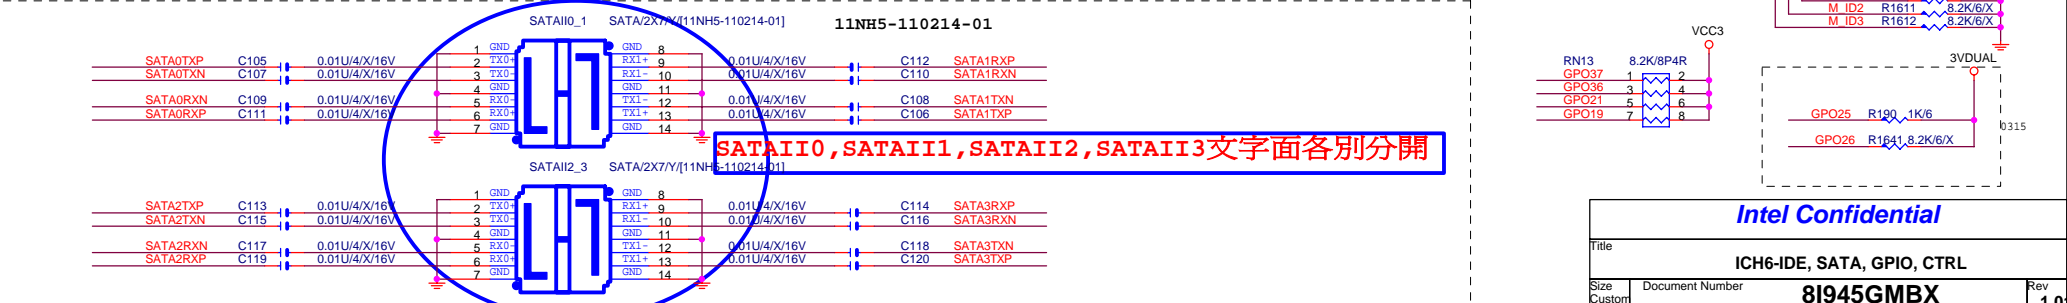 SATAII0_1 SATA/2X7/Y/[11NH5-110214-01] 11NH5-110214-01
M_ID2 R1611 8.2K/6/X
M_ID3 R1612 8.2K/6/X
VCC3
1 GND GND 8
SATA0TXP C105 0.01U/4/X/16V 2 TX0+ RX1+ 9 0.01U/4/X/16V C112 SATA1RXP
SATA0TXN C107 0.01U/4/X/16V 3 TX0- RX1- 10 0.01U/4/X/16V C110 SATA1RXN
4 GND GND 11
SATA0RXN C109 0.01U/4/X/16V 5 RX0- TX1- 12 0.01U/4/X/16V C108 SATA1TXN
SATA0RXP C111 0.01U/4/X/16V 6 RX0+ TX1+ 13 0.01U/4/X/16V C106 SATA1TXP
7 GND GND 14
RN13 8.2K/8P4R
GPO37 1 2
GPO36 3 4
GPO21 5 6
GPO19 7 8
3VDUAL
GPO25 R190 1K/6
0315
GPO26 R1641 8.2K/6/X
SATAII0,SATAII1,SATAII2,SATAII3文字面各別分開
SATAII2_3 SATA/2X7/Y/[11NH5-110214-01]
1 GND GND 8
SATA2TXP C113 0.01U/4/X/16V 2 TX0+ RX1+ 9 0.01U/4/X/16V C114 SATA3RXP
SATA2TXN C115 0.01U/4/X/16V 3 TX0- RX1- 10 0.01U/4/X/16V C116 SATA3RXN
4 GND GND 11
SATA2RXN C117 0.01U/4/X/16V 5 RX0- TX1- 12 0.01U/4/X/16V C118 SATA3TXN
SATA2RXP C119 0.01U/4/X/16V 6 RX0+ TX1+ 13 0.01U/4/X/16V C120 SATA3TXP
7 GND GND 14
Intel Confidential
Title
ICH6-IDE, SATA, GPIO, CTRL
Size Document Number Rev
Custom 8I945GMBX